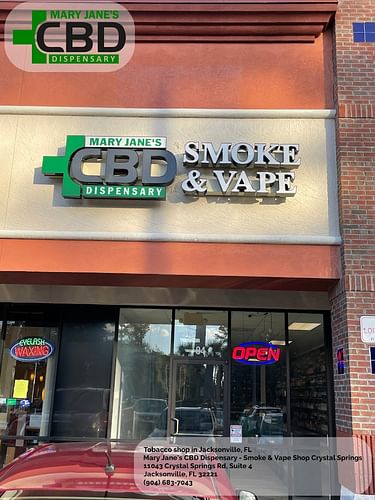 MARY JANE'S
CBD
DISPENSARY
MARY JANE'S
CBD
DISPENSARY
SMOKE
& VAPE
EYELASH
WAXING
OPEN
Tobacco shop in Jacksonville, FL
Mary Jane's CBD Dispensary - Smoke & Vape Shop Crystal Springs
11043 Crystal Springs Rd, Suite 4
Jacksonville, FL 32221
(904) 683-7043